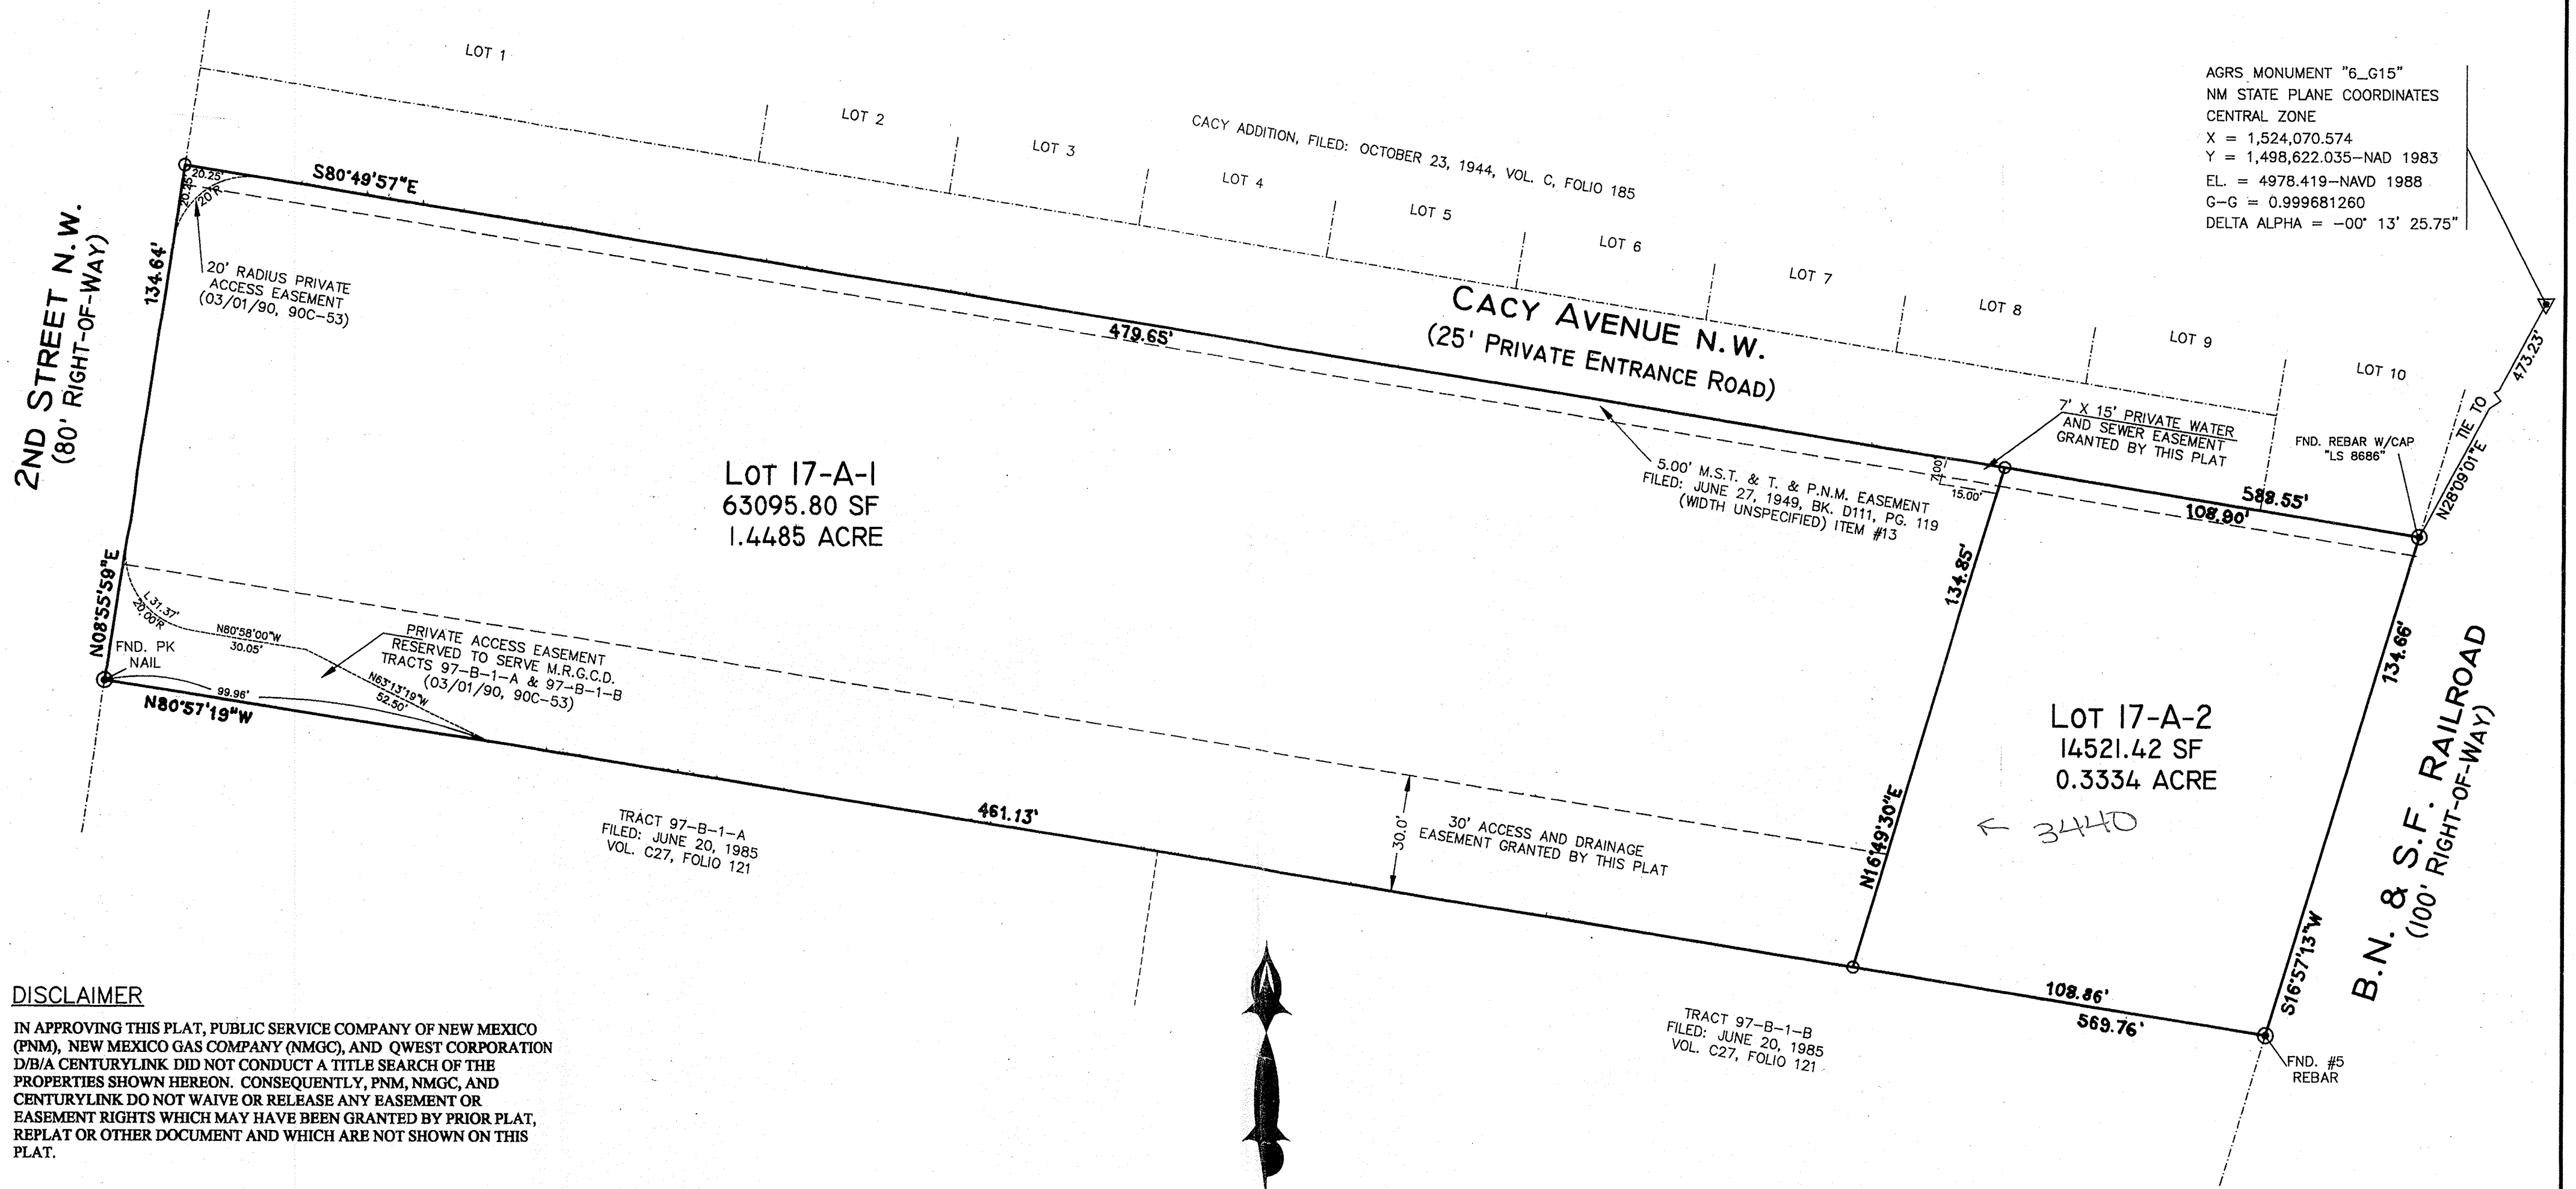 LOT 1
LOT 2
LOT 3
LOT 4
LOT 5
LOT 6
LOT 7
LOT 8
LOT 9
LOT 10
CACY ADDITION, FILED: OCTOBER 23, 1944, VOL. C, FOLIO 185
AGRS MONUMENT "6_G15"
NM STATE PLANE COORDINATES
CENTRAL ZONE
X = 1,524,070.574
Y = 1,498,622.035-NAD 1983
EL. = 4978.419-NAVD 1988
G-G = 0.999681260
DELTA ALPHA = -00° 13' 25.75"
473.23'
TIE TO
N28°09'01"E
2ND STREET N.W.
(80' RIGHT-OF-WAY)
134.64'
N08°55'59"E
20.25'
20.25'
20'R
S80°49'57"E
20' RADIUS PRIVATE
ACCESS EASEMENT
(03/01/90, 90C-53)
479.65'
CACY AVENUE N.W.
(25' PRIVATE ENTRANCE ROAD)
7' X 15' PRIVATE WATER
AND SEWER EASEMENT
GRANTED BY THIS PLAT
FND. REBAR W/CAP
"LS 8686"
5.00' M.S.T. & T. & P.N.M. EASEMENT
FILED: JUNE 27, 1949, BK. D111, PG. 119
(WIDTH UNSPECIFIED) ITEM #13
7.00'
15.00'
588.55'
108.90'
LOT 17-A-1
63095.80 SF
1.4485 ACRE
134.85'
N16°49'30"E
134.66'
S16°57'13"W
B.N. & S.F. RAILROAD
(100' RIGHT-OF-WAY)
LOT 17-A-2
14521.42 SF
0.3334 ACRE
← 3440
L31.37'
20.00'R
N80°58'00"W
30.05'
FND. PK
NAIL
PRIVATE ACCESS EASEMENT
RESERVED TO SERVE M.R.G.C.D.
TRACTS 97-B-1-A & 97-B-1-B
(03/01/90, 90C-53)
N63°13'19"W
52.50'
99.96'
N80°57'19"W
461.13'
30.0'
30' ACCESS AND DRAINAGE
EASEMENT GRANTED BY THIS PLAT
TRACT 97-B-1-A
FILED: JUNE 20, 1985
VOL. C27, FOLIO 121
108.86'
569.76'
TRACT 97-B-1-B
FILED: JUNE 20, 1985
VOL. C27, FOLIO 121
FND. #5
REBAR
DISCLAIMER
IN APPROVING THIS PLAT, PUBLIC SERVICE COMPANY OF NEW MEXICO
(PNM), NEW MEXICO GAS COMPANY (NMGC), AND QWEST CORPORATION
D/B/A CENTURYLINK DID NOT CONDUCT A TITLE SEARCH OF THE
PROPERTIES SHOWN HEREON. CONSEQUENTLY, PNM, NMGC, AND
CENTURYLINK DO NOT WAIVE OR RELEASE ANY EASEMENT OR
EASEMENT RIGHTS WHICH MAY HAVE BEEN GRANTED BY PRIOR PLAT,
REPLAT OR OTHER DOCUMENT AND WHICH ARE NOT SHOWN ON THIS
PLAT.